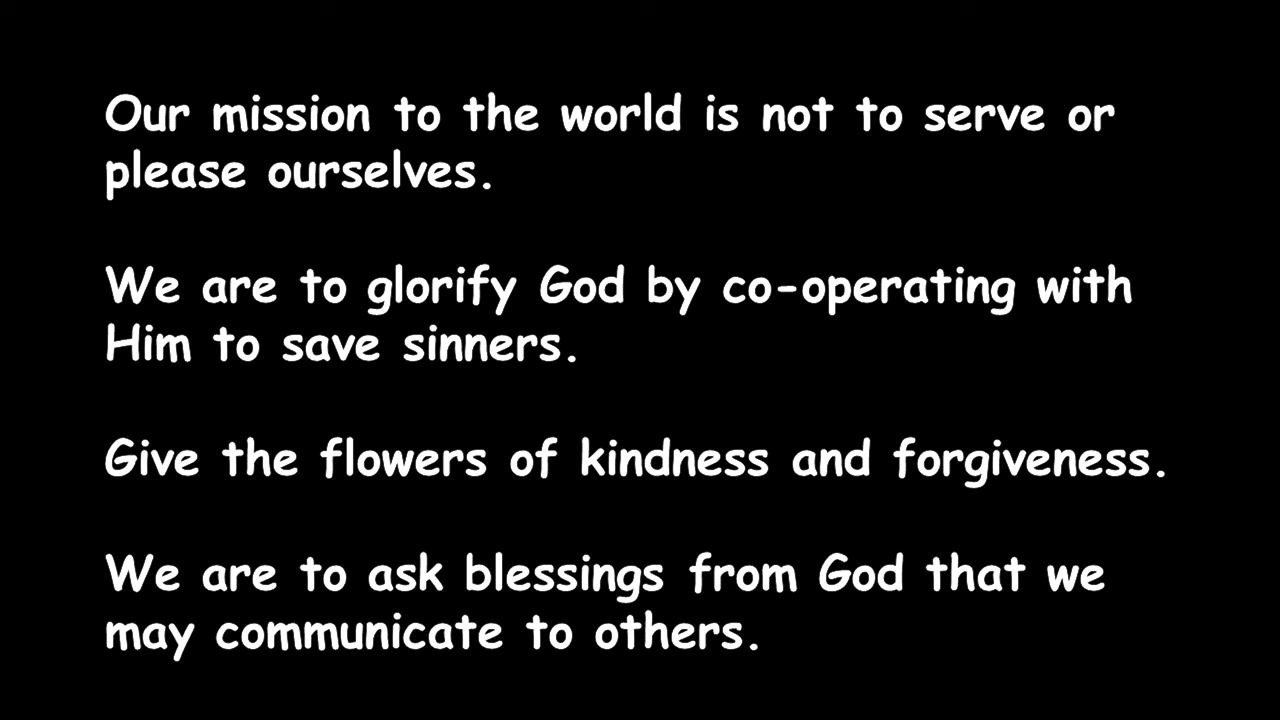 Our mission to the world is not to serve or
please ourselves.
We are to glorify God by co-operating with
Him to save sinners.
Give the flowers of kindness and forgiveness.
We are to ask blessings from God that we
may communicate to others.